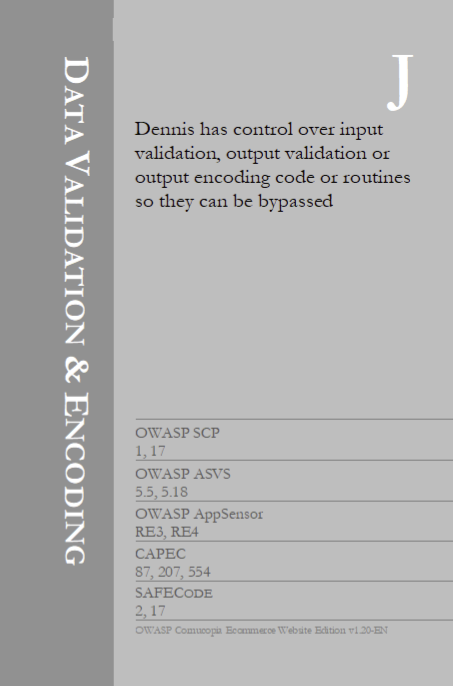 DATA VALIDATION & ENCODING
J
Dennis has control over input
validation, output validation or
output encoding code or routines
so they can be bypassed
OWASP SCP
1, 17
OWASP ASVS
5.5, 5.18
OWASP AppSensor
RE3, RE4
CAPEC
87, 207, 554
SAFECODE
2, 17
OWASP Cornucopia Ecommerce Website Edition v1.20-EN